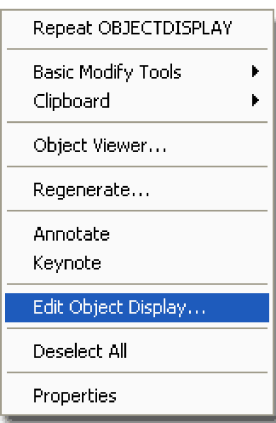 Repeat OBJECTDISPLAY
Basic Modify Tools
Clipboard
Object Viewer...
Regenerate...
Annotate
Keynote
Edit Object Display...
Deselect All
Properties